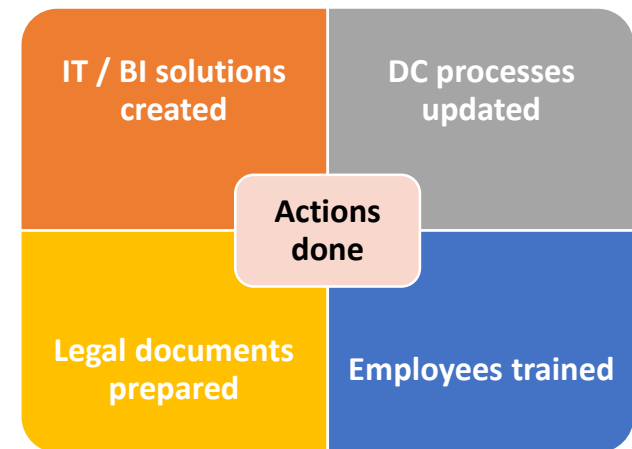 IT / BI solutions
created
DC processes
updated
Actions
done
Legal documents
prepared
Employees trained